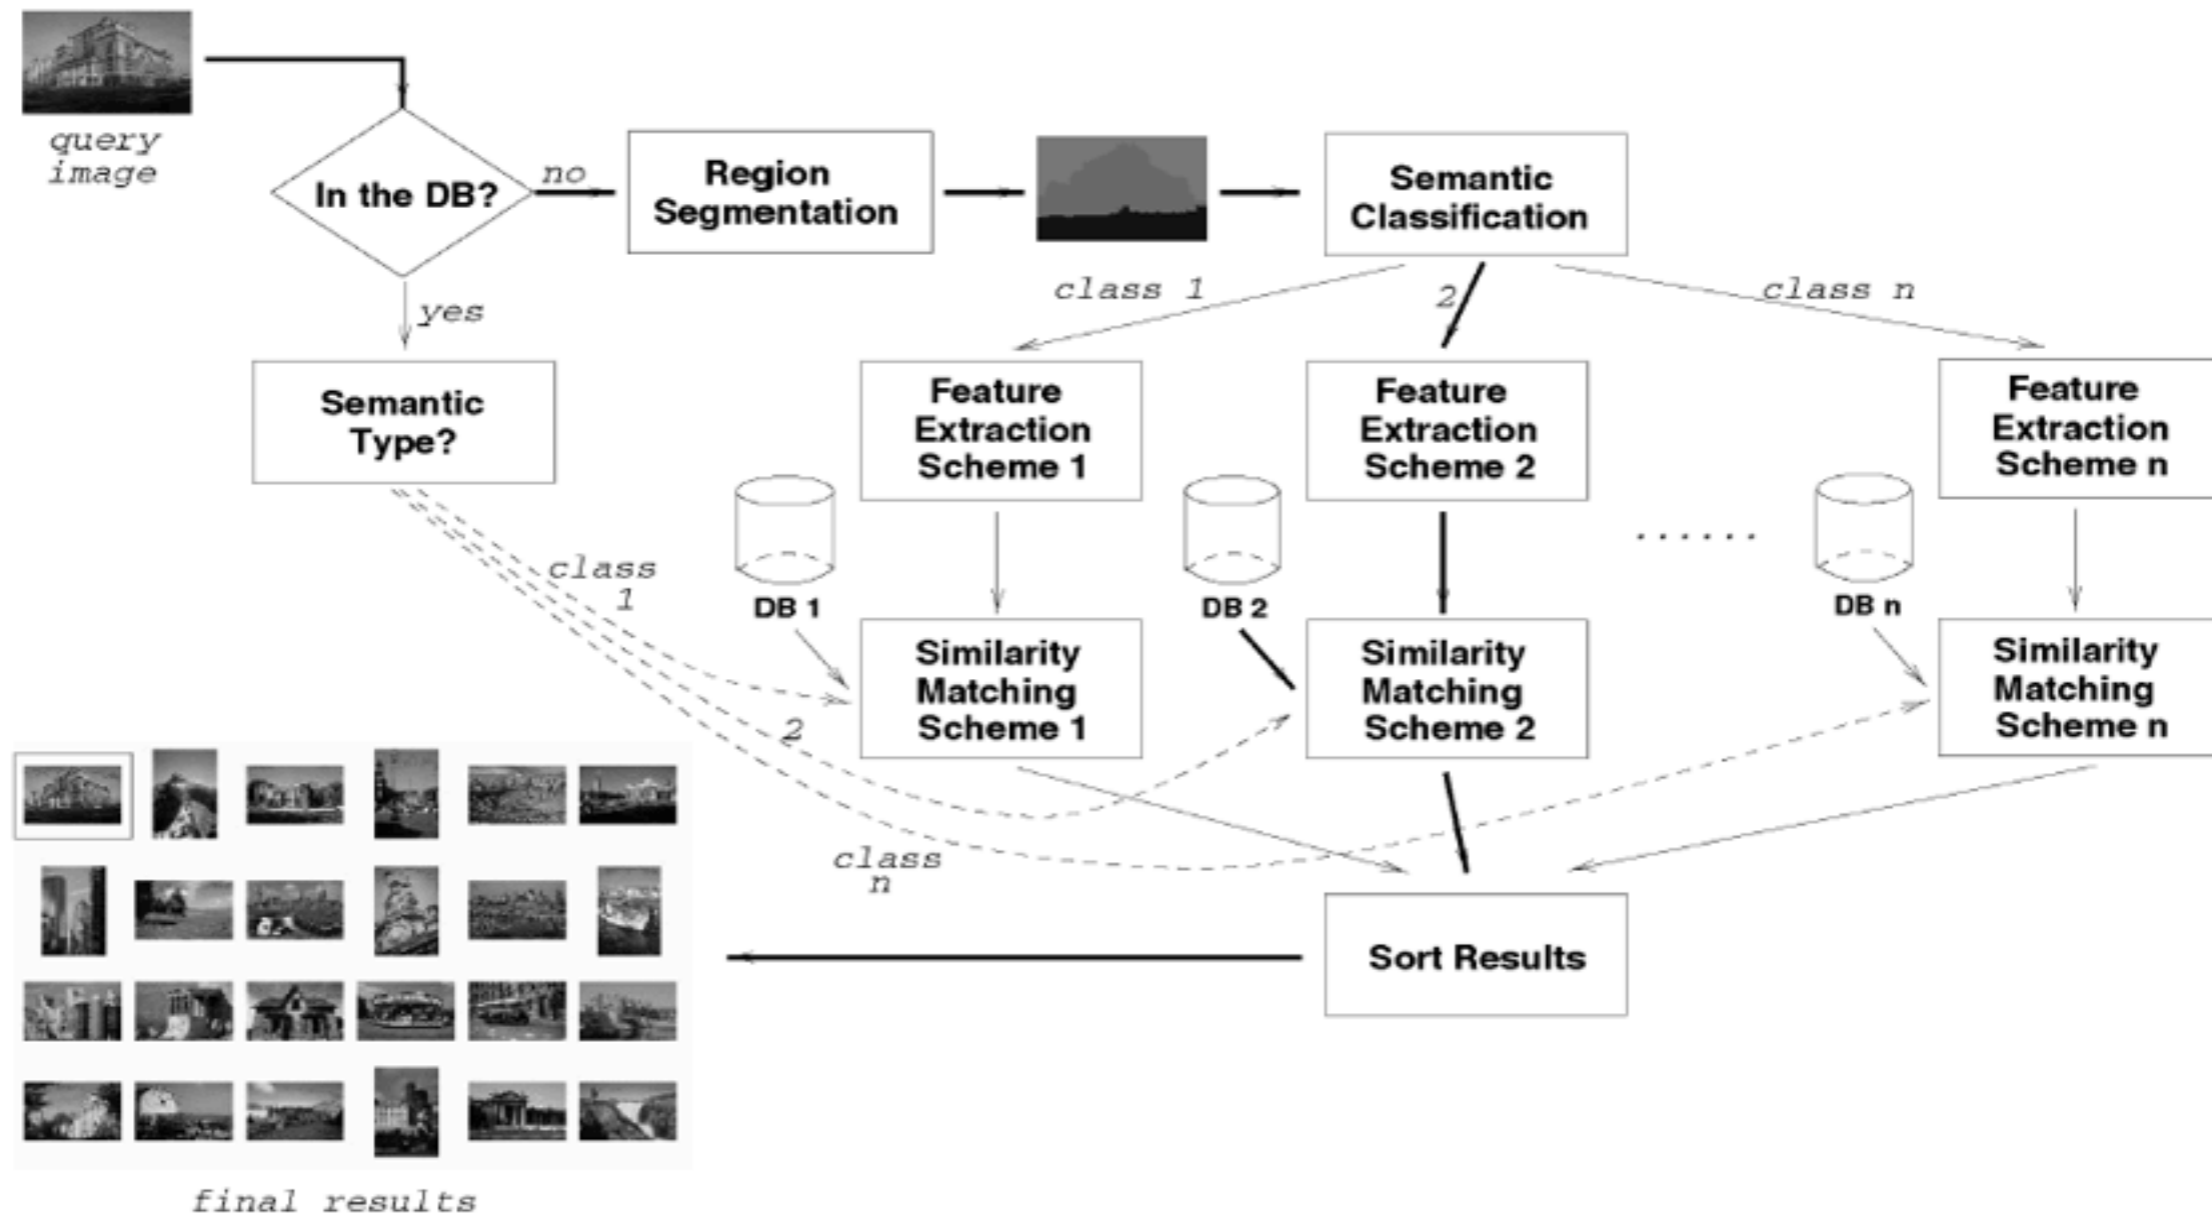 query
image
In the DB?
no
Region
Segmentation
Semantic
Classification
yes
class 1
2
class n
Semantic
Type?
Feature
Extraction
Scheme 1
Feature
Extraction
Scheme 2
Feature
Extraction
Scheme n
......
class
1
DB 1
DB 2
DB n
Similarity
Matching
Scheme 1
Similarity
Matching
Scheme 2
Similarity
Matching
Scheme n
2
class
n
Sort Results
final results